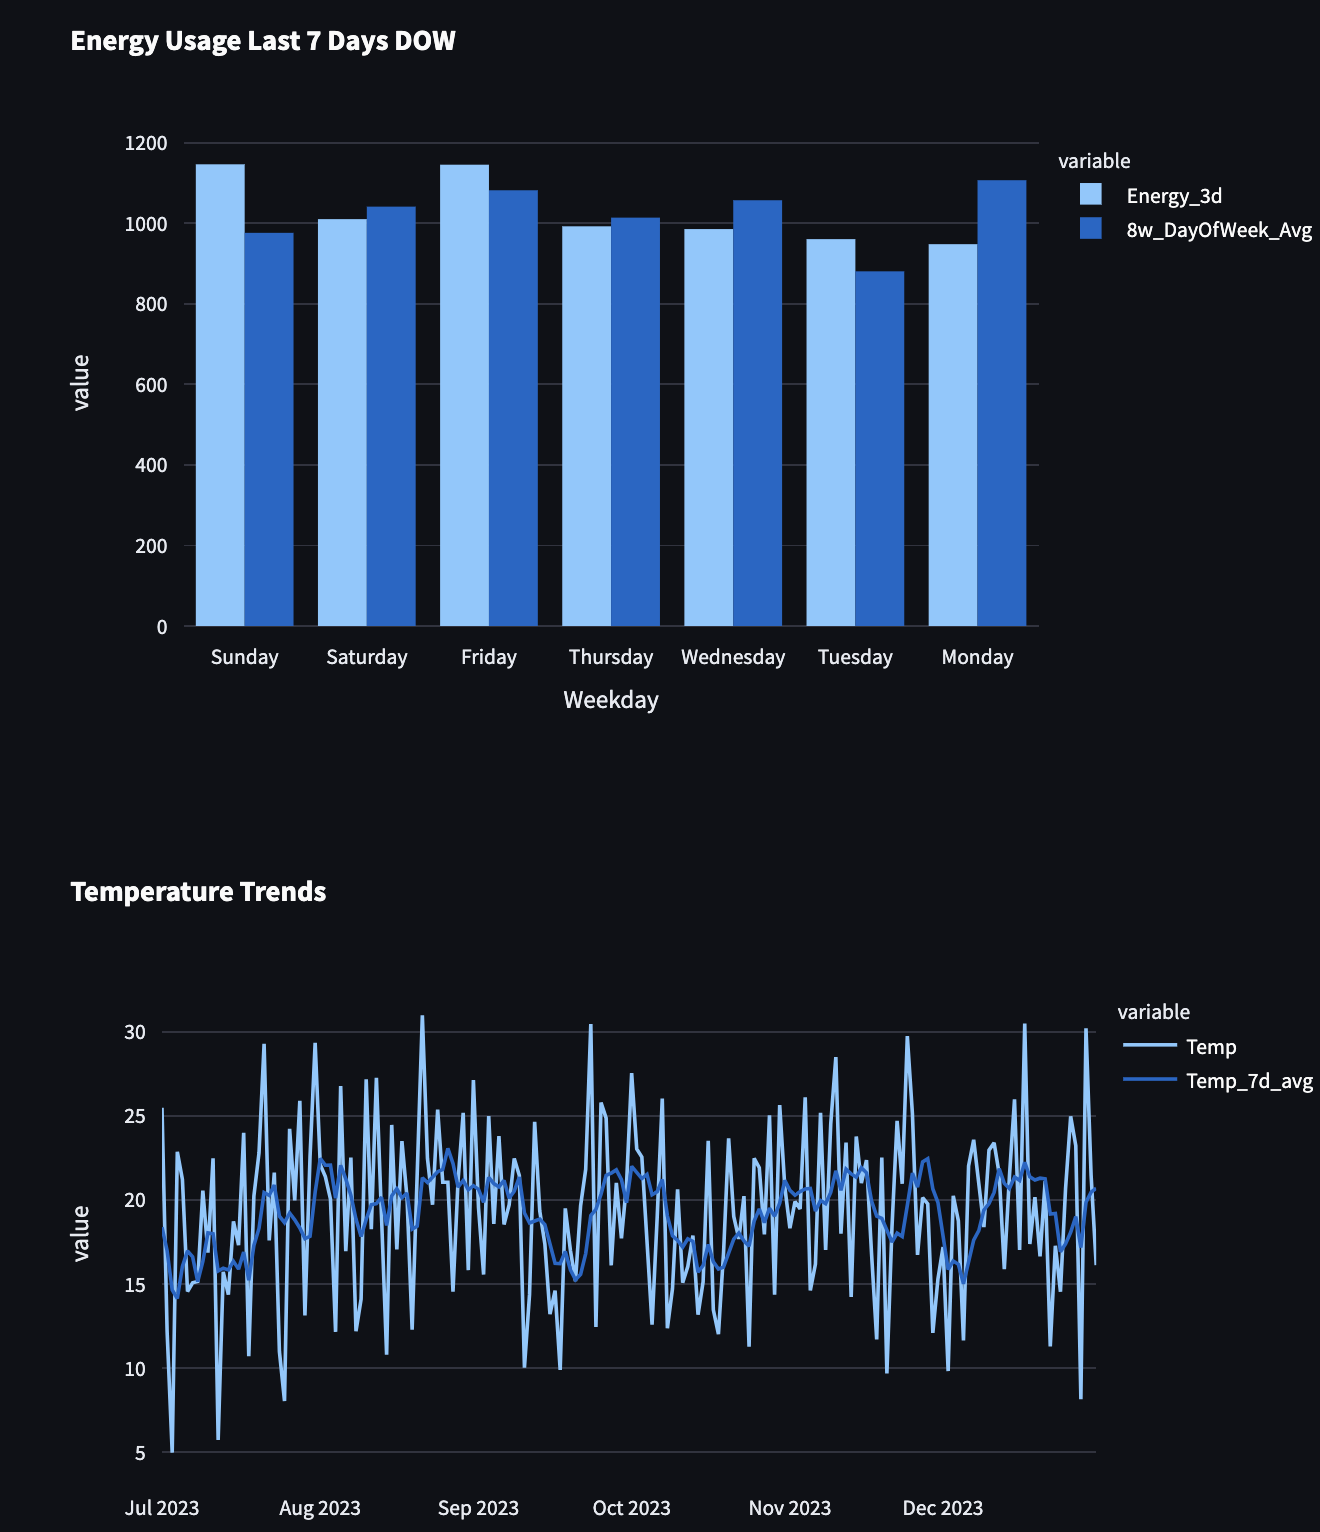 Energy Usage Last 7 Days DOW
1200
1000
800
600
400
200
0
value
variable
Energy_3d
8w_DayOfWeek_Avg
Sunday Saturday Friday Thursday Wednesday Tuesday Monday
Weekday
Temperature Trends
30
25
20
15
10
5
value
variable
Temp
Temp_7d_avg
Jul 2023 Aug 2023 Sep 2023 Oct 2023 Nov 2023 Dec 2023